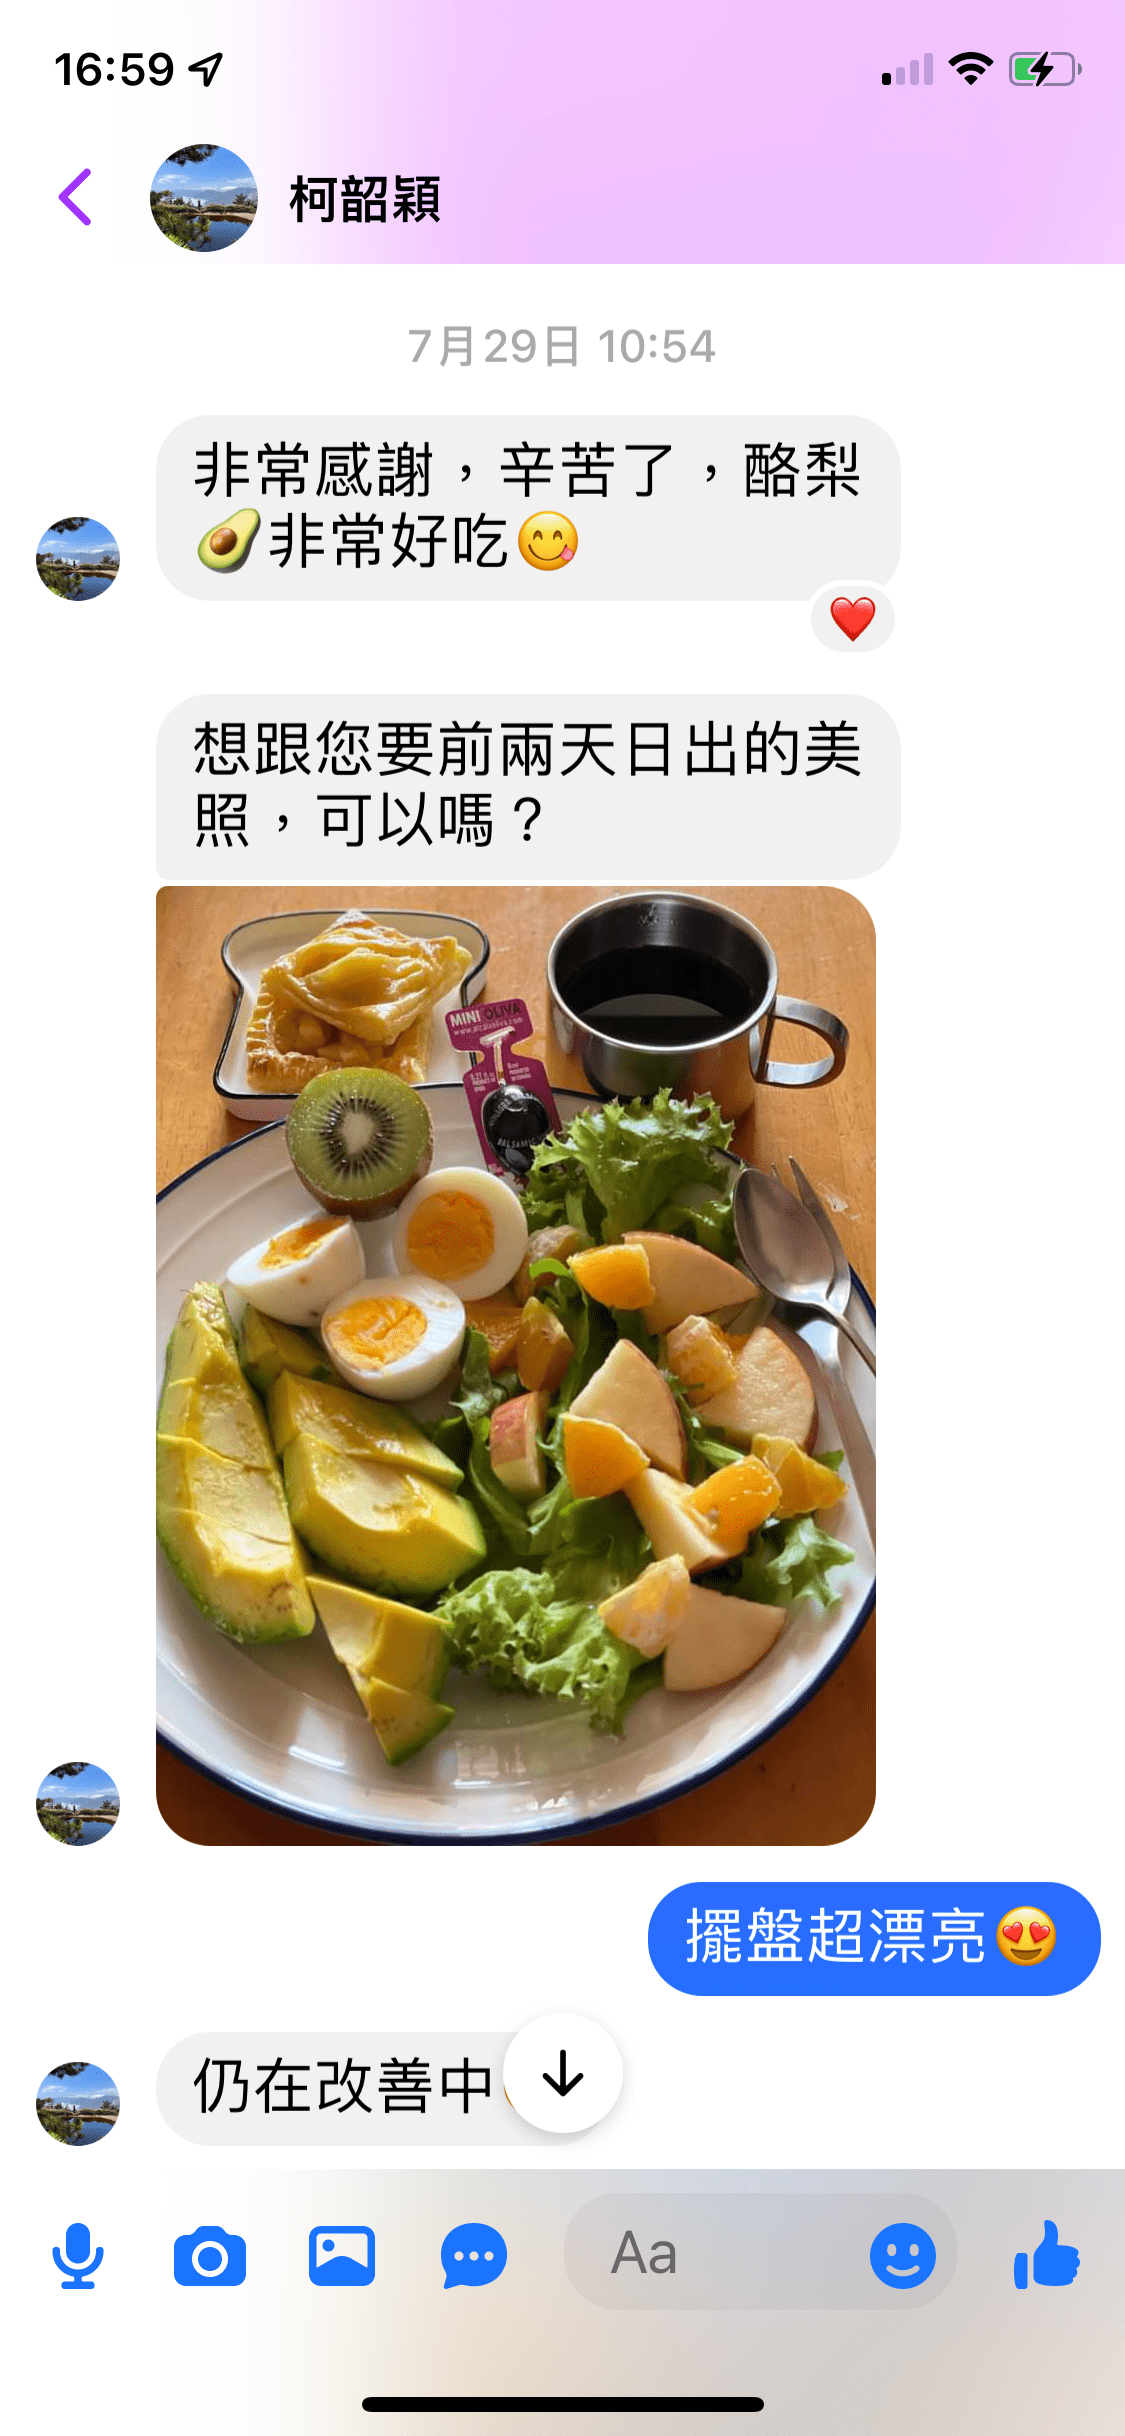 16:59
柯韶穎
7月29日 10:54
非常感謝，辛苦了，酪梨
🥑非常好吃😋
❤️
想跟您要前兩天日出的美
照，可以嗎？
MINI OLIVA
BALSAMIC
擺盤超漂亮😍
仍在改善中
Aa